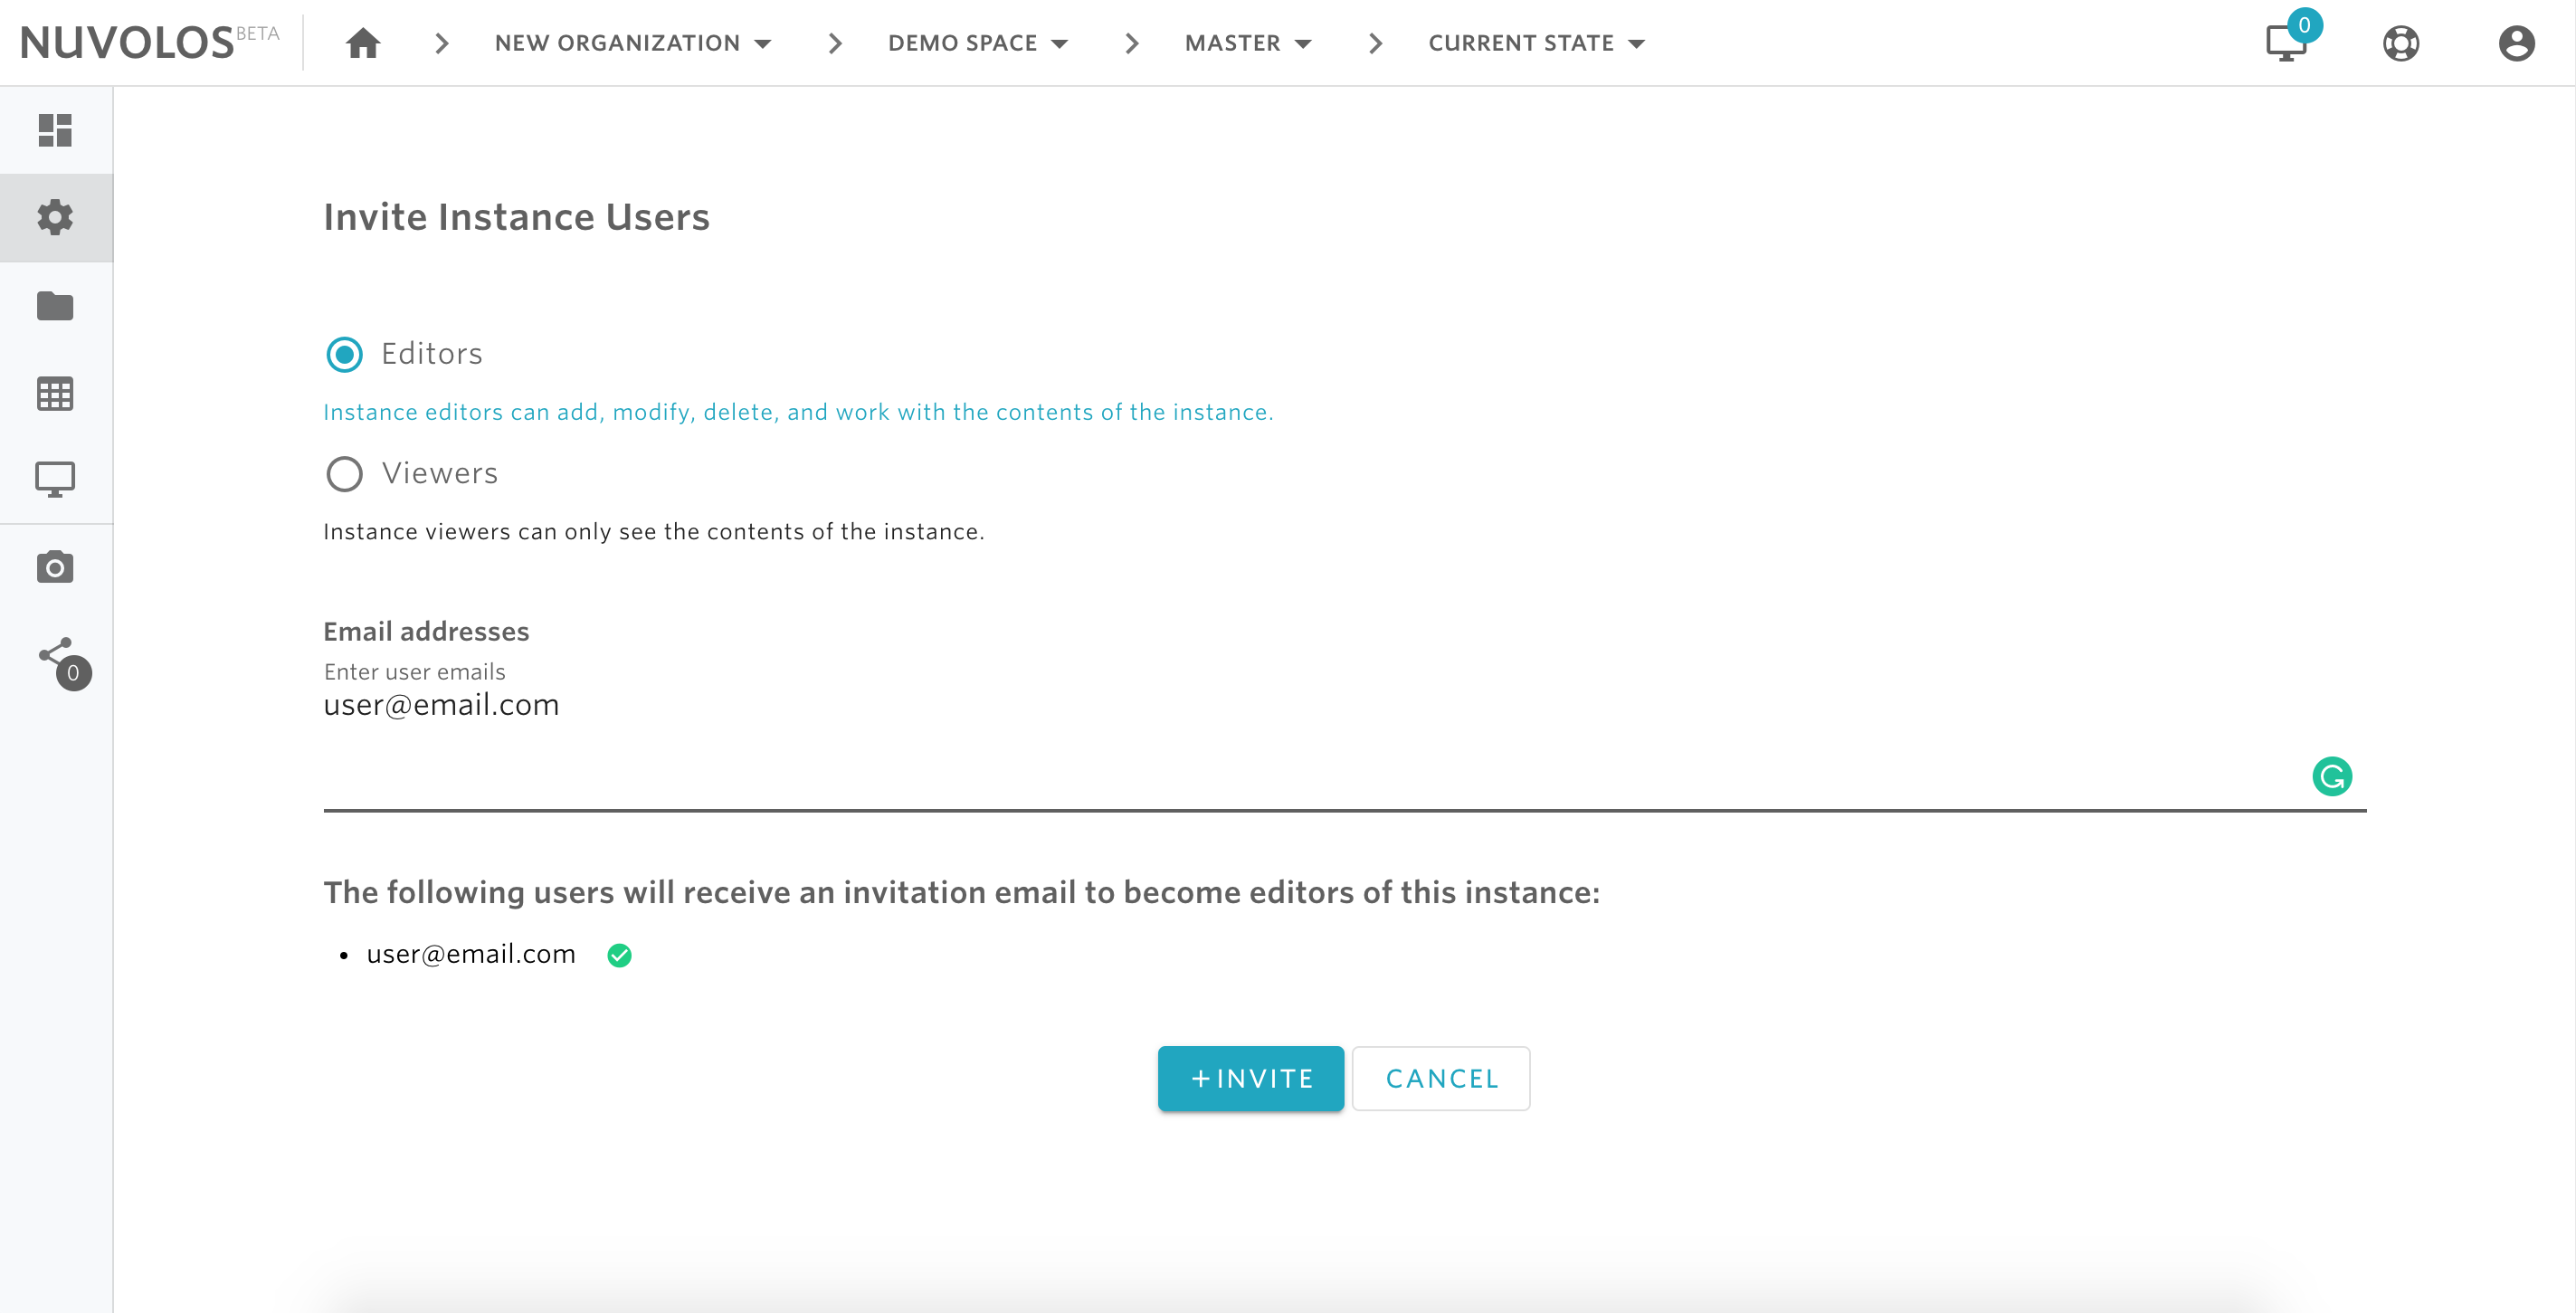 NUVOLOS BETA
NEW ORGANIZATION
DEMO SPACE
MASTER
CURRENT STATE
0
Invite Instance Users
Editors
Instance editors can add, modify, delete, and work with the contents of the instance.
Viewers
Instance viewers can only see the contents of the instance.
0
Email addresses
Enter user emails
user@email.com
The following users will receive an invitation email to become editors of this instance:
• user@email.com
+INVITE
CANCEL